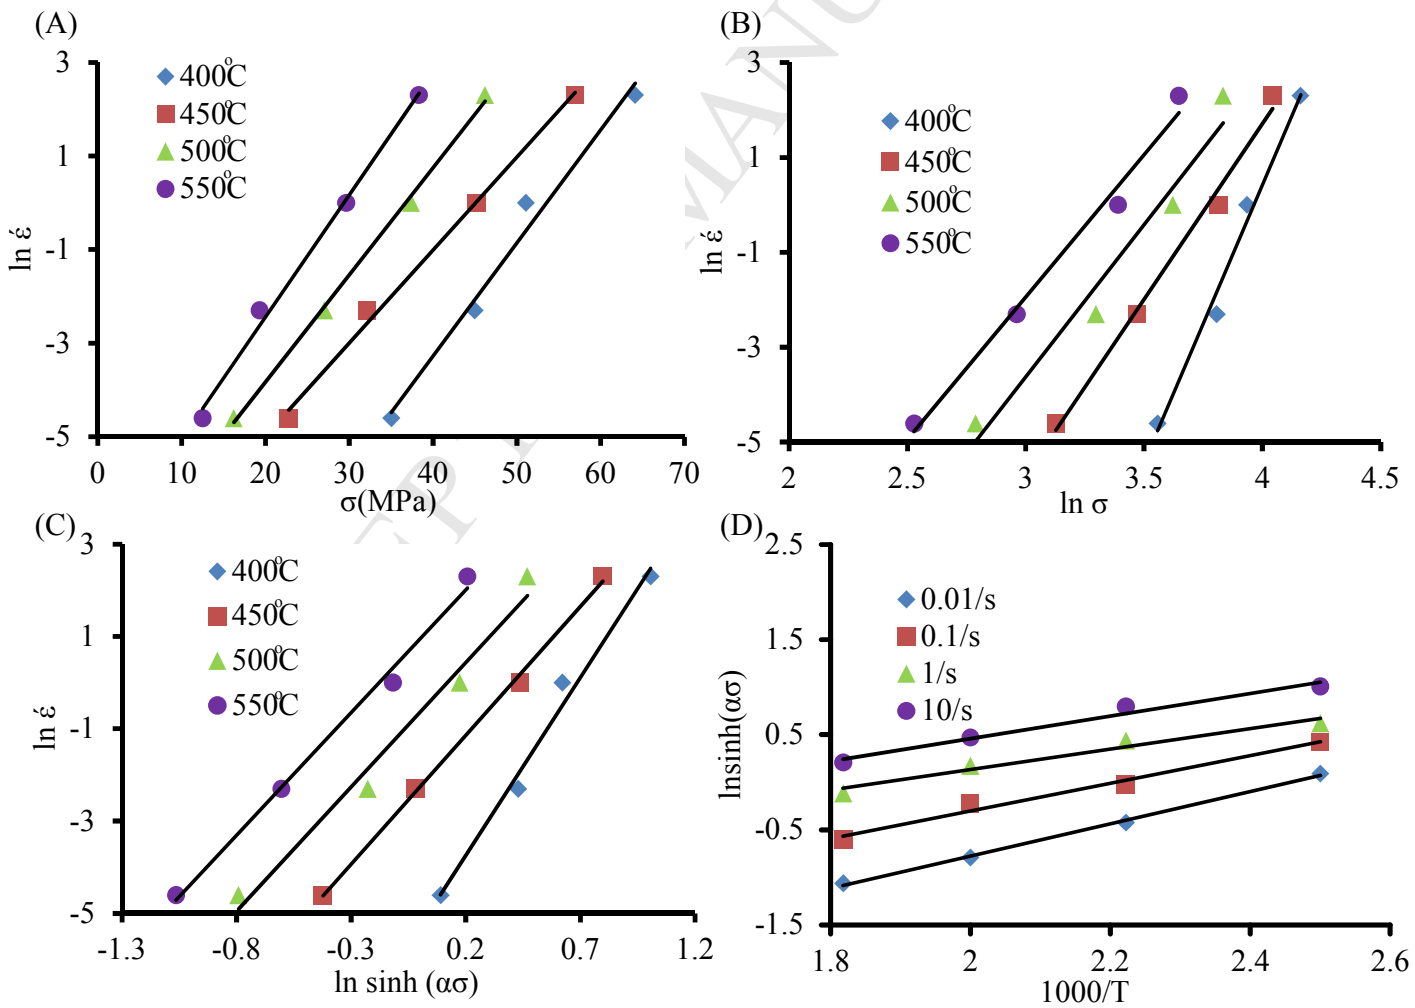 (A)
3
1
-1
-3
-5
ln έ
400°C
450°C
500°C
550°C
0 10 20 30 40 50 60 70
σ(MPa)
(B)
3
1
-1
-3
-5
ln έ
400°C
450°C
500°C
550°C
2 2.5 3 3.5 4 4.5
ln σ
(C)
3
1
-1
-3
-5
ln έ
400°C
450°C
500°C
550°C
-1.3 -0.8 -0.3 0.2 0.7 1.2
ln sinh (ασ)
(D)
2.5
1.5
0.5
-0.5
-1.5
lnsinh(ασ)
0.01/s
0.1/s
1/s
10/s
1.8 2 2.2 2.4 2.6
1000/T